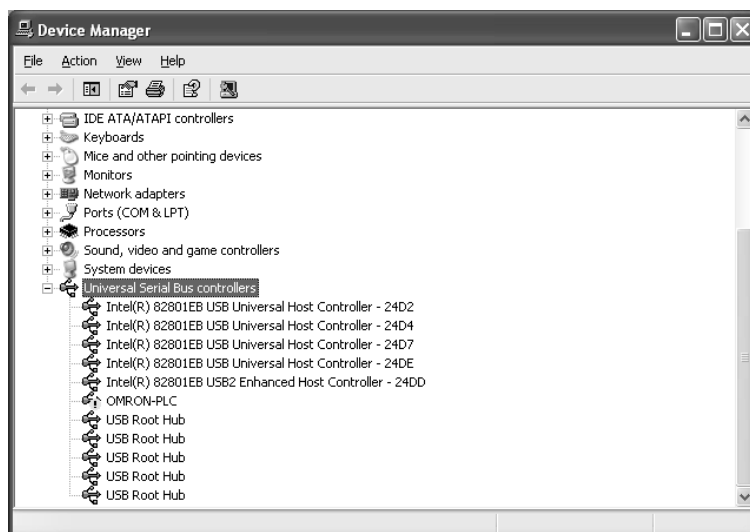 Device Manager
File Action View Help
IDE ATA/ATAPI controllers
Keyboards
Mice and other pointing devices
Monitors
Network adapters
Ports (COM & LPT)
Processors
Sound, video and game controllers
System devices
Universal Serial Bus controllers
Intel(R) 82801EB USB Universal Host Controller - 24D2
Intel(R) 82801EB USB Universal Host Controller - 24D4
Intel(R) 82801EB USB Universal Host Controller - 24D7
Intel(R) 82801EB USB Universal Host Controller - 24DE
Intel(R) 82801EB USB2 Enhanced Host Controller - 24DD
OMRON-PLC
USB Root Hub
USB Root Hub
USB Root Hub
USB Root Hub
USB Root Hub